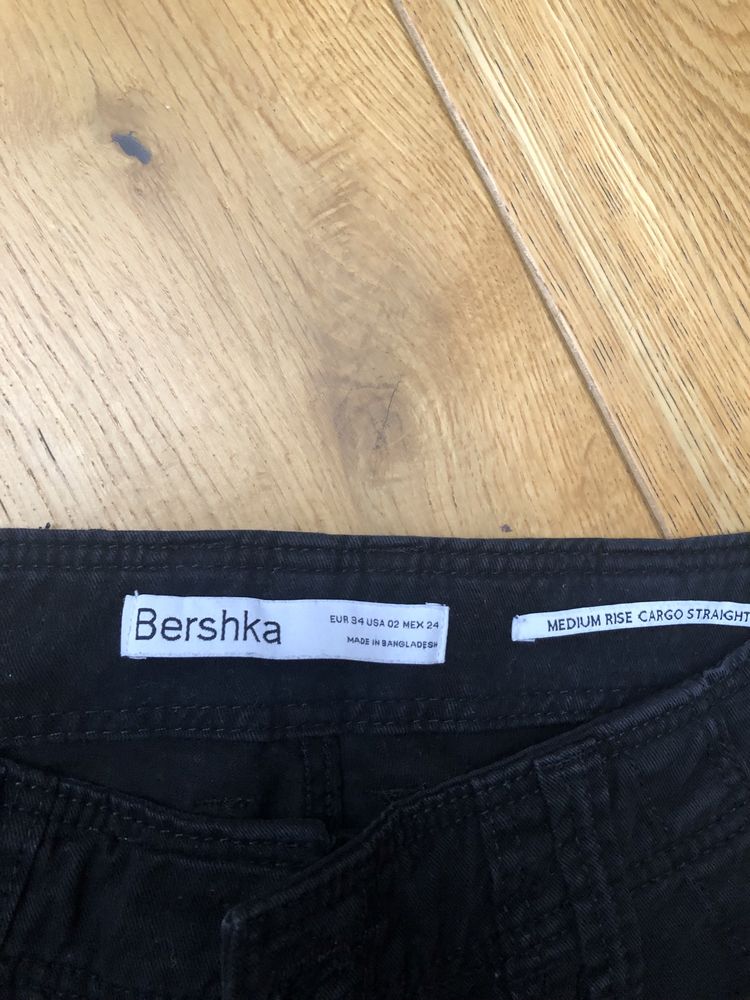 Bershka
EUR 34 USA 02 MEX 24
MADE IN BANGLADESH
MEDIUM RISE CARGO STRAIGHT